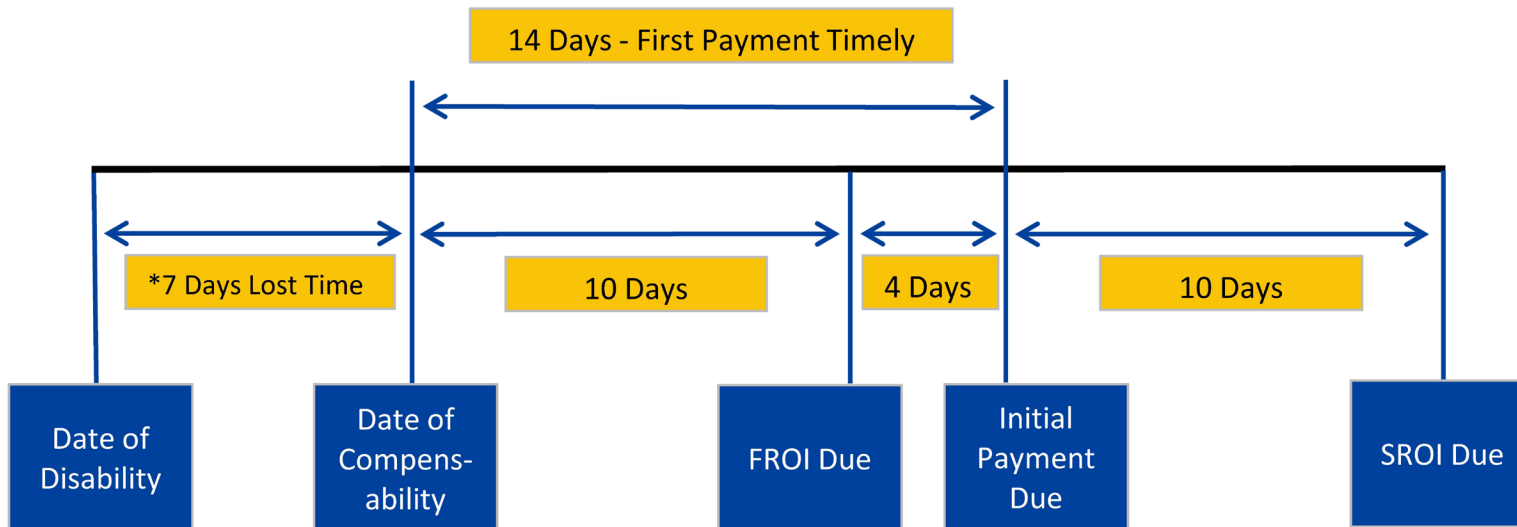 14 Days - First Payment Timely
*7 Days Lost Time
10 Days
4 Days
10 Days
Date of
Disability
Date of
Compens-
ability
FROI Due
Initial
Payment
Due
SROI Due